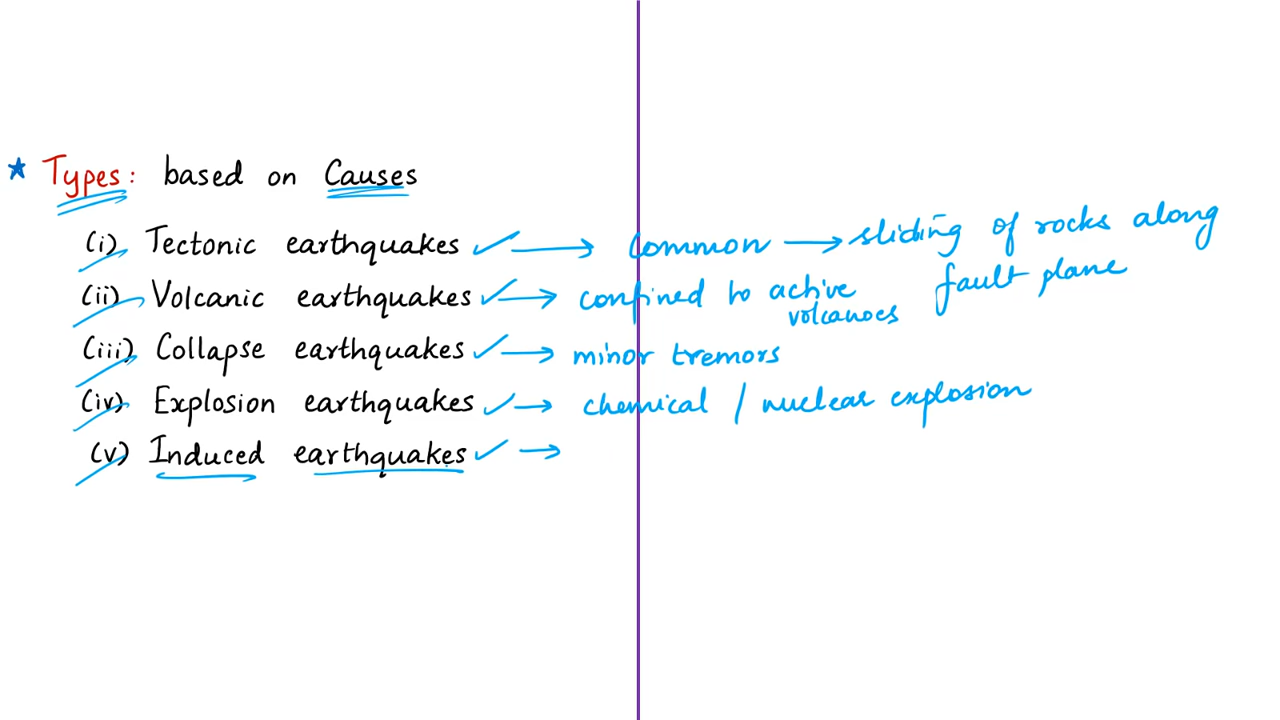 ★ Types: based on Causes
(i) Tectonic earthquakes ✓ → common → sliding of rocks along
fault plane
(ii) Volcanic earthquakes ✓ → confined to active
volcanoes
(iii) Collapse earthquakes ✓ → minor tremors
(iv) Explosion earthquakes ✓ → chemical / nuclear explosion
(v) Induced earthquakes ✓ →